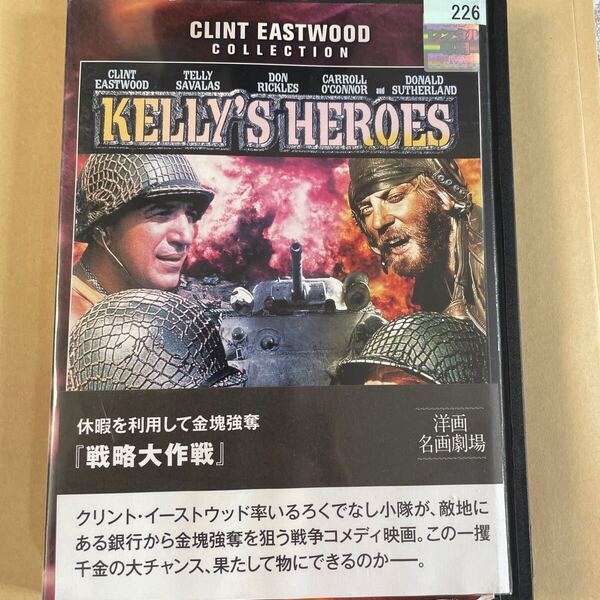 226
CLINT EASTWOOD
COLLECTION
CLINT EASTWOOD TELLY SAVALAS DON RICKLES CARROLL O'CONNOR and DONALD SUTHERLAND
KELLY'S HEROES
休暇を利用して金塊強奪
『戦略大作戦』
洋画
名画劇場
クリント・イーストウッド率いるろくでなし小隊が、敵地に
ある銀行から金塊強奪を狙う戦争コメディ映画。この一攫
千金の大チャンス、果たして物にできるのか──。